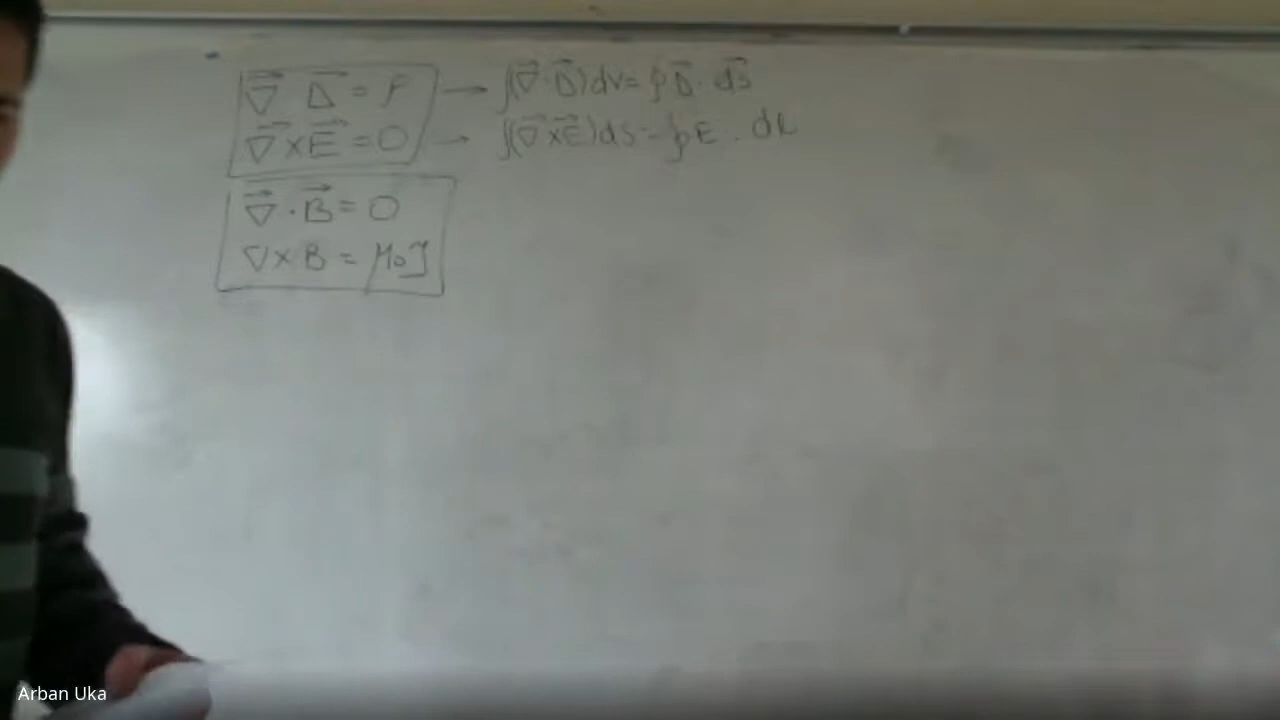 ∇⃗ D⃗ = ρ → ∫(∇⃗ · D⃗)dv = ∮ D⃗ · dS⃗
∇⃗ × E⃗ = 0 → ∫(∇⃗ × E⃗)ds = ∮ E · dl
∇⃗ · B⃗ = 0
∇ × B = μ₀J
Arban Uka